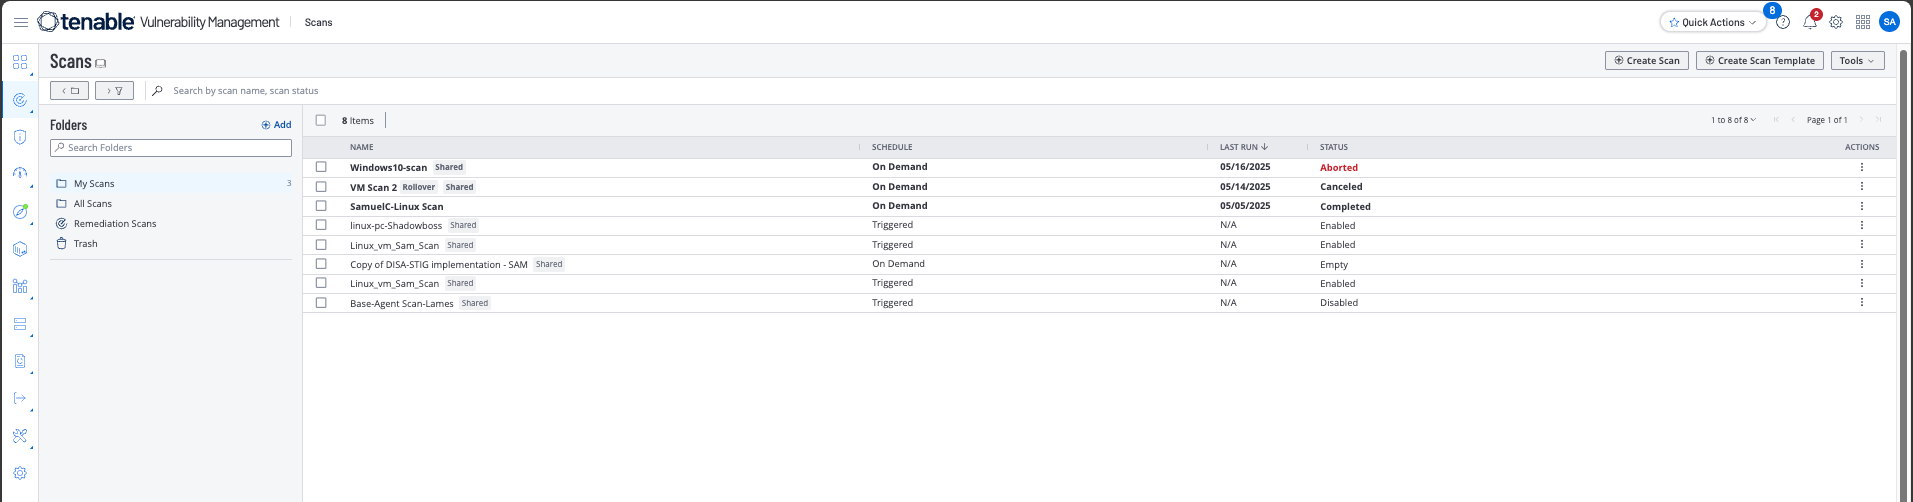 tenable Vulnerability Management Scans
Quick Actions 8 ? 2 SA
Scans
Create Scan Create Scan Template Tools
Search by scan name, scan status
Folders Add
Search Folders
My Scans 3
All Scans
Remediation Scans
Trash
8 Items
1 to 8 of 8 Page 1 of 1
NAME SCHEDULE LAST RUN STATUS ACTIONS
Windows10-scan Shared On Demand 05/16/2025 Aborted
VM Scan 2 Rollover Shared On Demand 05/14/2025 Canceled
SamuelC-Linux Scan On Demand 05/05/2025 Completed
linux-pc-Shadowboss Shared Triggered N/A Enabled
Linux_vm_Sam_Scan Shared Triggered N/A Enabled
Copy of DISA-STIG implementation - SAM Shared On Demand N/A Empty
Linux_vm_Sam_Scan Shared Triggered N/A Enabled
Base-Agent Scan-Lames Shared Triggered N/A Disabled